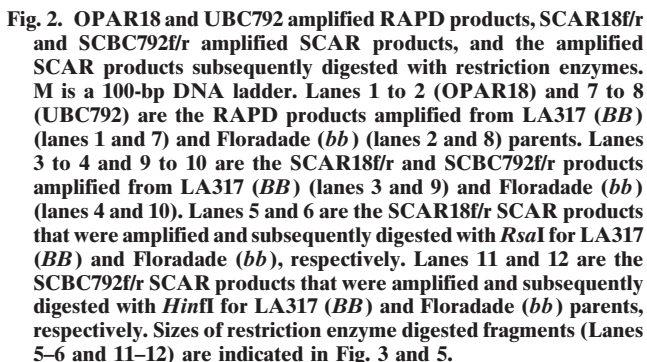 Fig. 2. OPAR18 and UBC792 amplified RAPD products, SCAR18f/r
and SCBC792f/r amplified SCAR products, and the amplified
SCAR products subsequently digested with restriction enzymes.
M is a 100-bp DNA ladder. Lanes 1 to 2 (OPAR18) and 7 to 8
(UBC792) are the RAPD products amplified from LA317 (BB)
(lanes 1 and 7) and Floradade (bb) (lanes 2 and 8) parents. Lanes
3 to 4 and 9 to 10 are the SCAR18f/r and SCBC792f/r products
amplified from LA317 (BB) (lanes 3 and 9) and Floradade (bb)
(lanes 4 and 10). Lanes 5 and 6 are the SCAR18f/r SCAR products
that were amplified and subsequently digested with RsaI for LA317
(BB) and Floradade (bb), respectively. Lanes 11 and 12 are the
SCBC792f/r SCAR products that were amplified and subsequently
digested with HinfI for LA317 (BB) and Floradade (bb) parents,
respectively. Sizes of restriction enzyme digested fragments (Lanes
5–6 and 11–12) are indicated in Fig. 3 and 5.